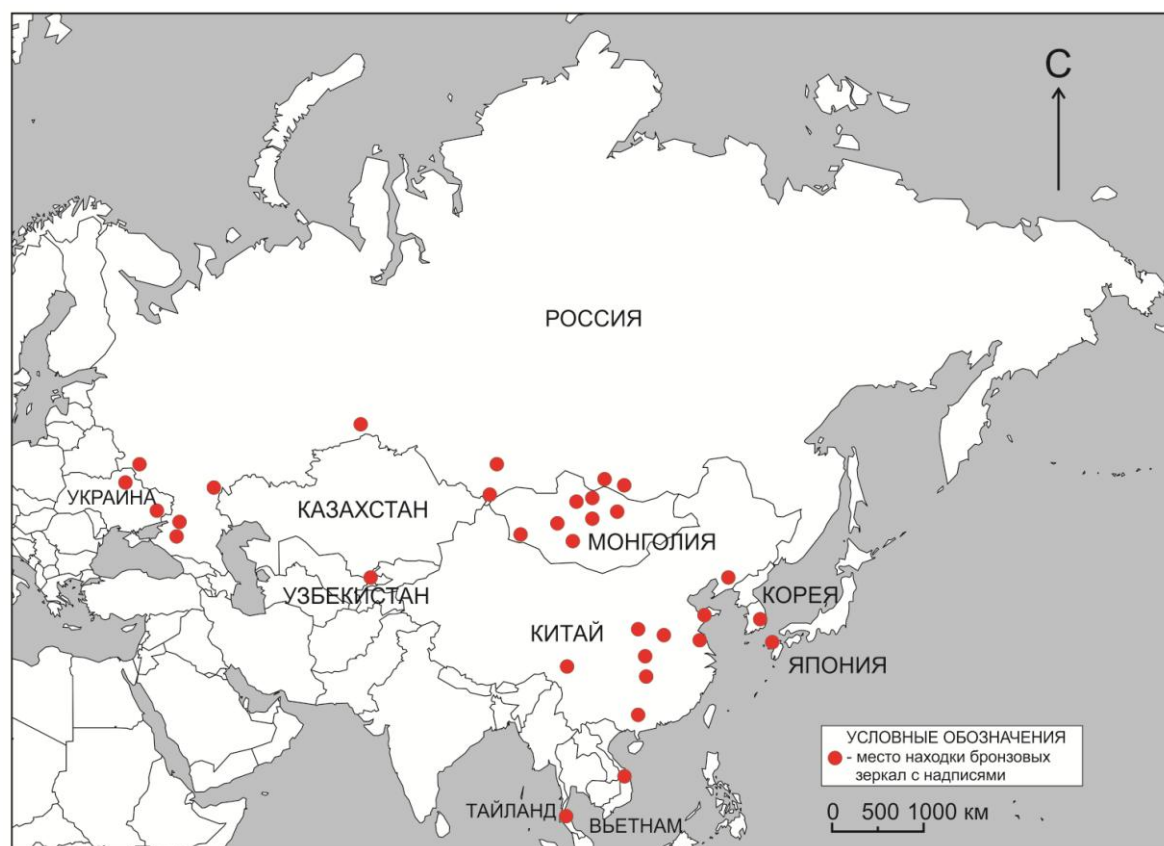 С
РОССИЯ
УКРАИНА
КАЗАХСТАН
МОНГОЛИЯ
УЗБЕКИСТАН
КОРЕЯ
КИТАЙ
ЯПОНИЯ
УСЛОВНЫЕ ОБОЗНАЧЕНИЯ
- место находки бронзовых
зеркал с надписями
ТАЙЛАНД
ВЬЕТНАМ
0 500 1000 км